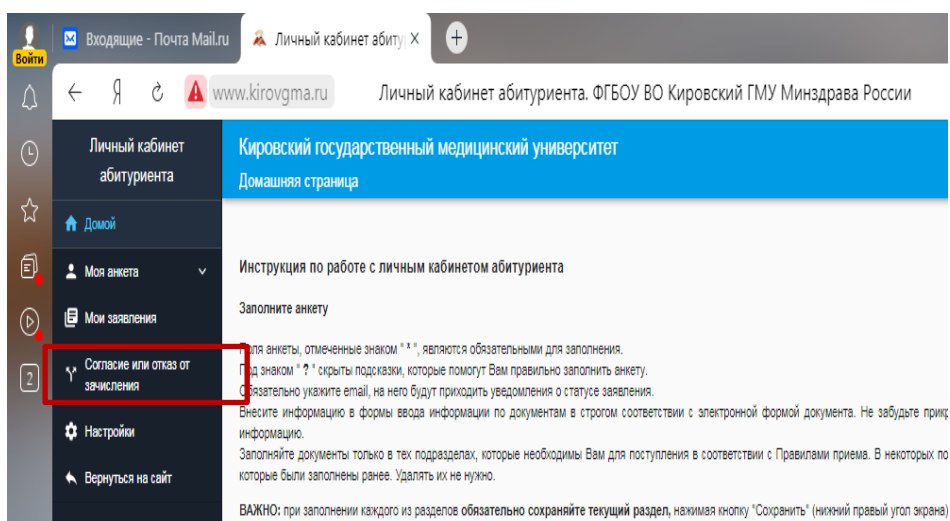 Войти
Входящие - Почта Mail.ru
Личный кабинет абиту
Я
www.kirovgma.ru
Личный кабинет абитуриента. ФГБОУ ВО Кировский ГМУ Минздрава России
Личный кабинет
абитуриента
Кировский государственный медицинский университет
Домашняя страница
Домой
Моя анкета
Мои заявления
Согласие или отказ от
зачисления
Настройки
Вернуться на сайт
2
Инструкция по работе с личным кабинетом абитуриента
Заполните анкету
анкеты, отмеченные знаком " * ", являются обязательными для заполнения.
знаком " ? " скрыты подсказки, которые помогут Вам правильно заполнить анкету.
Обязательно укажите email, на него будут приходить уведомления о статусе заявления.
Внесите информацию в формы ввода информации по документам в строгом соответствии с электронной формой документа. Не забудьте прик
информацию.
Заполняйте документы только в тех подразделах, которые необходимы Вам для поступления в соответствии с Правилами приема. В некоторых по
которые были заполнены ранее. Удалять их не нужно.
ВАЖНО: при заполнении каждого из разделов обязательно сохраняйте текущий раздел, нажимая кнопку "Сохранить" (нижний правый угол экрана)